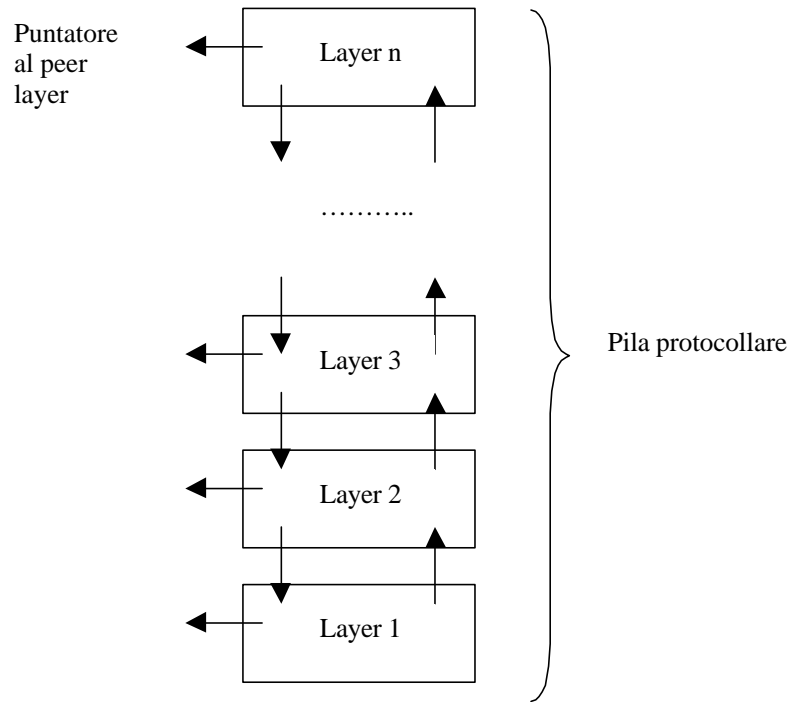 Puntatore
al peer
layer
Layer n
………..
Layer 3
Pila protocollare
Layer 2
Layer 1